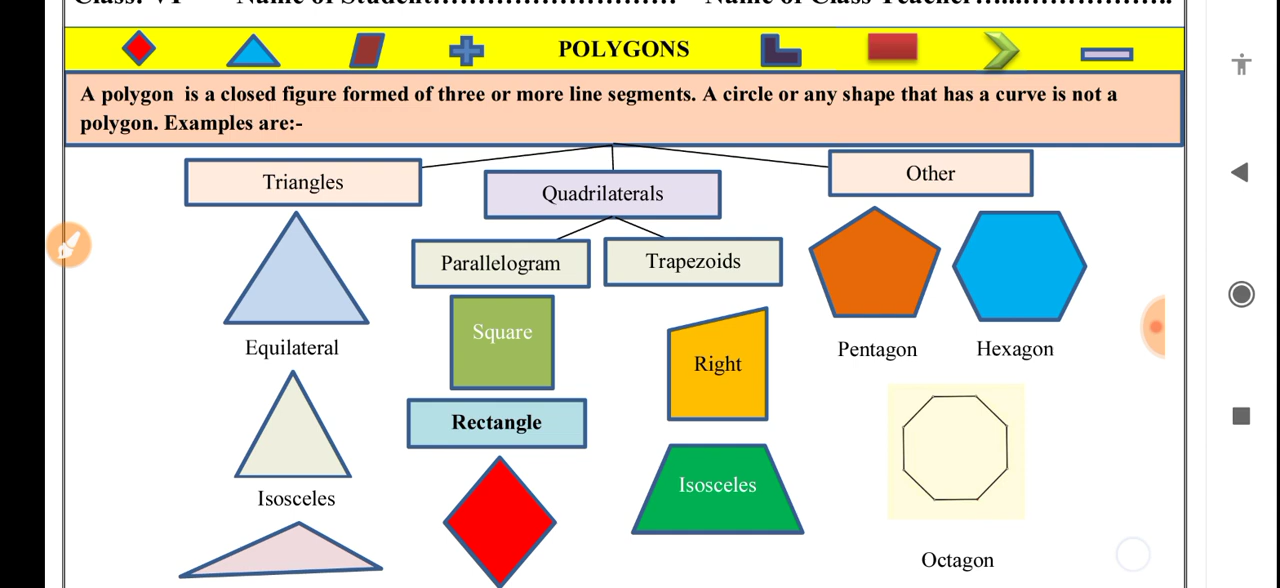 POLYGONS
A polygon is a closed figure formed of three or more line segments. A circle or any shape that has a curve is not a
polygon. Examples are:-
Triangles
Quadrilaterals
Other
Parallelogram
Trapezoids
Square
Right
Equilateral
Pentagon
Hexagon
Rectangle
Isosceles
Isosceles
Octagon